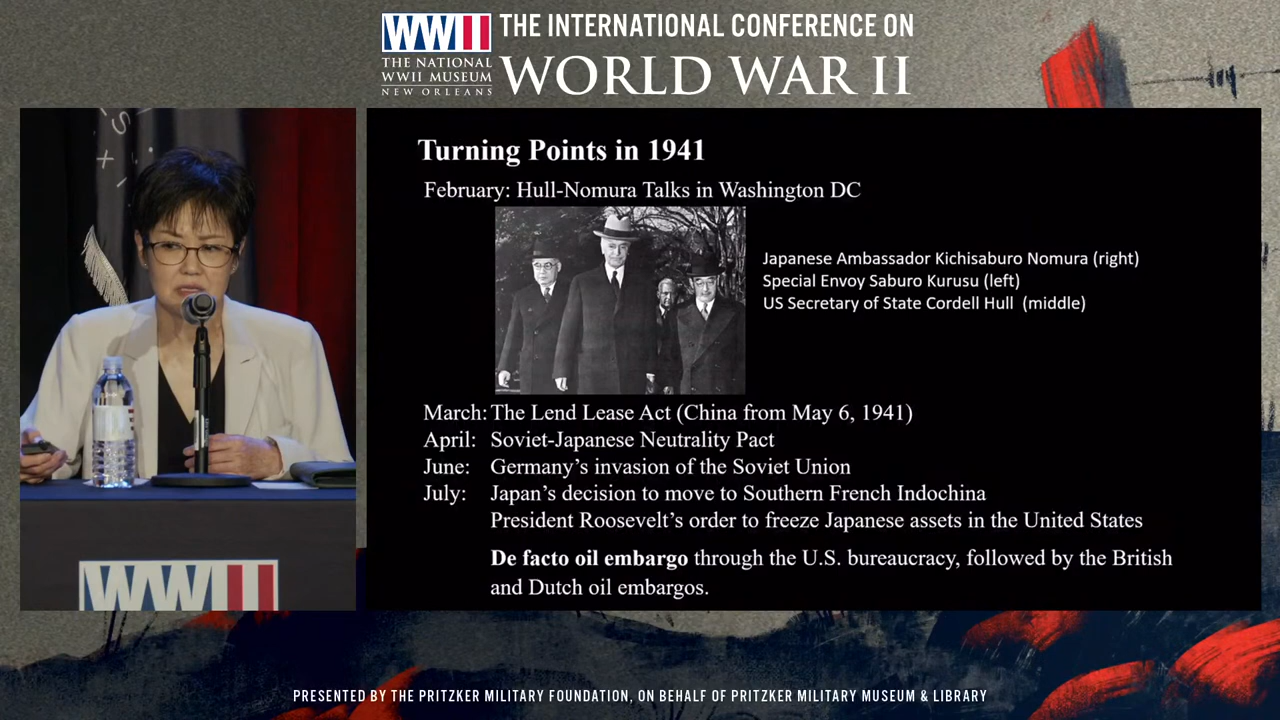 WWII
THE NATIONAL
WWII MUSEUM
NEW ORLEANS
THE INTERNATIONAL CONFERENCE ON
WORLD WAR II
Turning Points in 1941
February: Hull-Nomura Talks in Washington DC
Japanese Ambassador Kichisaburo Nomura (right)
Special Envoy Saburo Kurusu (left)
US Secretary of State Cordell Hull (middle)
March: The Lend Lease Act (China from May 6, 1941)
April: Soviet-Japanese Neutrality Pact
June: Germany's invasion of the Soviet Union
July: Japan's decision to move to Southern French Indochina
President Roosevelt's order to freeze Japanese assets in the United States
De facto oil embargo through the U.S. bureaucracy, followed by the British
and Dutch oil embargos.
WWII
PRESENTED BY THE PRITZKER MILITARY FOUNDATION, ON BEHALF OF PRITZKER MILITARY MUSEUM & LIBRARY